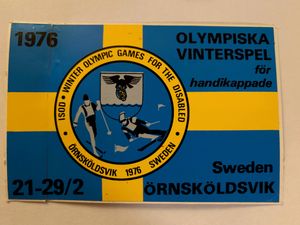 1976
OLYMPISKA
VINTERSPEL
för
handikappade
ISOD · WINTER OLYMPIC GAMES FOR THE DISABLED
· ÖRNSKÖLDSVIK 1976 SWEDEN ·
21-29/2
Sweden
ÖRNSKÖLDSVIK